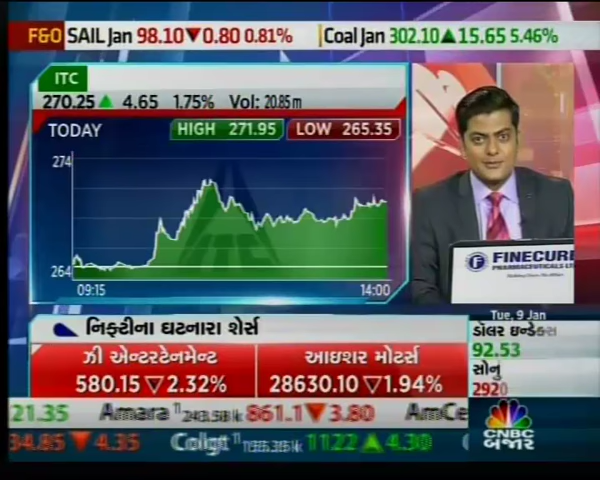 F&O SAIL Jan 98.10▼0.80 0.81% Coal Jan 302.10▲15.65 5.46%
ITC
270.25 ▲ 4.65 1.75% Vol: 20.85m
TODAY HIGH 271.95 LOW 265.35
274
264
09:15 14:00
FINECURE
PHARMACEUTICALS LT
Tue, 9 Jan
નિફ્ટીના ઘટનારા શેર્સ
ઝી એન્ટરટેનમેન્ટ
580.15▽2.32%
આઇશર મોટર્સ
28630.10▽1.94%
ડોલર ઇન્ડેક્સ
92.53
સોનુ
2920
21.35 Amara 861.1▼3.80 AmCe
34.85▼4.35 Colgt 1122▲4.30
CNBC
બજાર